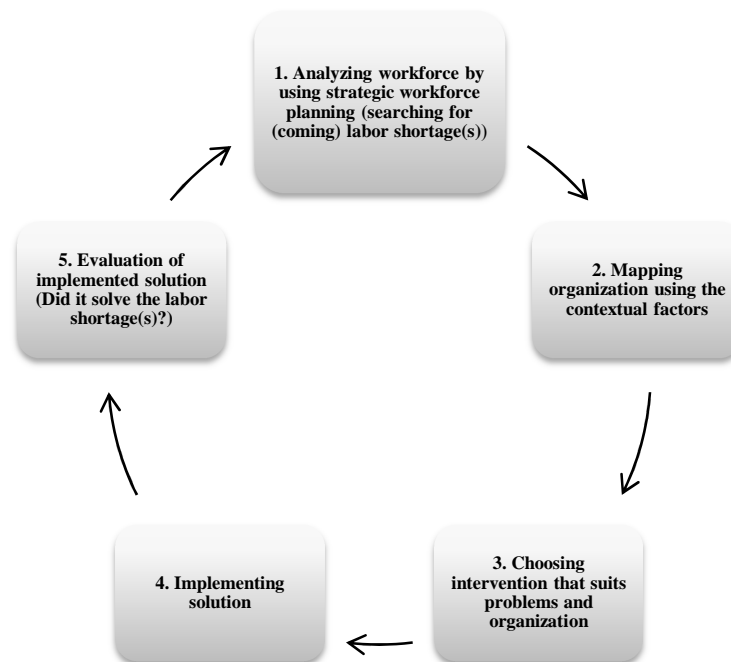 1. Analyzing workforce by
using strategic workforce
planning (searching for
(coming) labor shortage(s))
2. Mapping
organization using the
contextual factors
3. Choosing
intervention that suits
problems and
organization
4. Implementing
solution
5. Evaluation of
implemented solution
(Did it solve the labor
shortage(s)?)